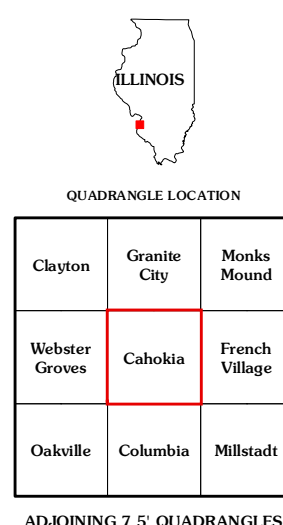 ILLINOIS
QUADRANGLE LOCATION
Clayton
Granite
City
Monks
Mound
Webster
Groves
Cahokia
French
Village
Oakville
Columbia
Millstadt
ADJOINING 7.5' QUADRANGLES